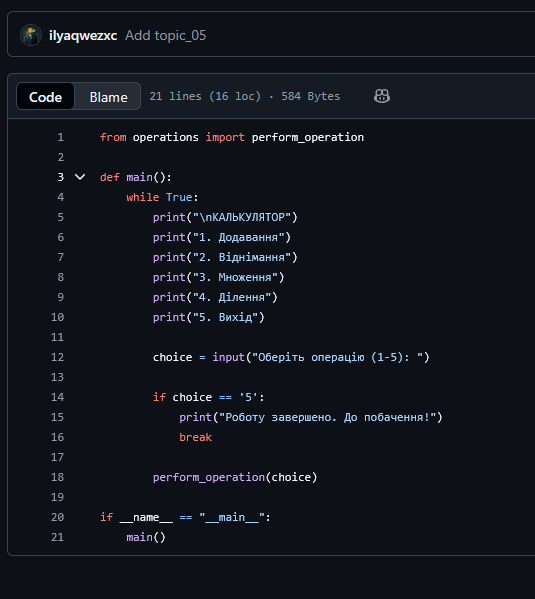 ilyaqwezxc Add topic_05
Code Blame 21 lines (16 loc) · 584 Bytes
1 from operations import perform_operation
2
3 def main():
4 while True:
5 print("\nКАЛЬКУЛЯТОР")
6 print("1. Додавання")
7 print("2. Віднімання")
8 print("3. Множення")
9 print("4. Ділення")
10 print("5. Вихід")
11
12 choice = input("Оберіть операцію (1-5): ")
13
14 if choice == '5':
15 print("Роботу завершено. До побачення!")
16 break
17
18 perform_operation(choice)
19
20 if __name__ == "__main__":
21 main()